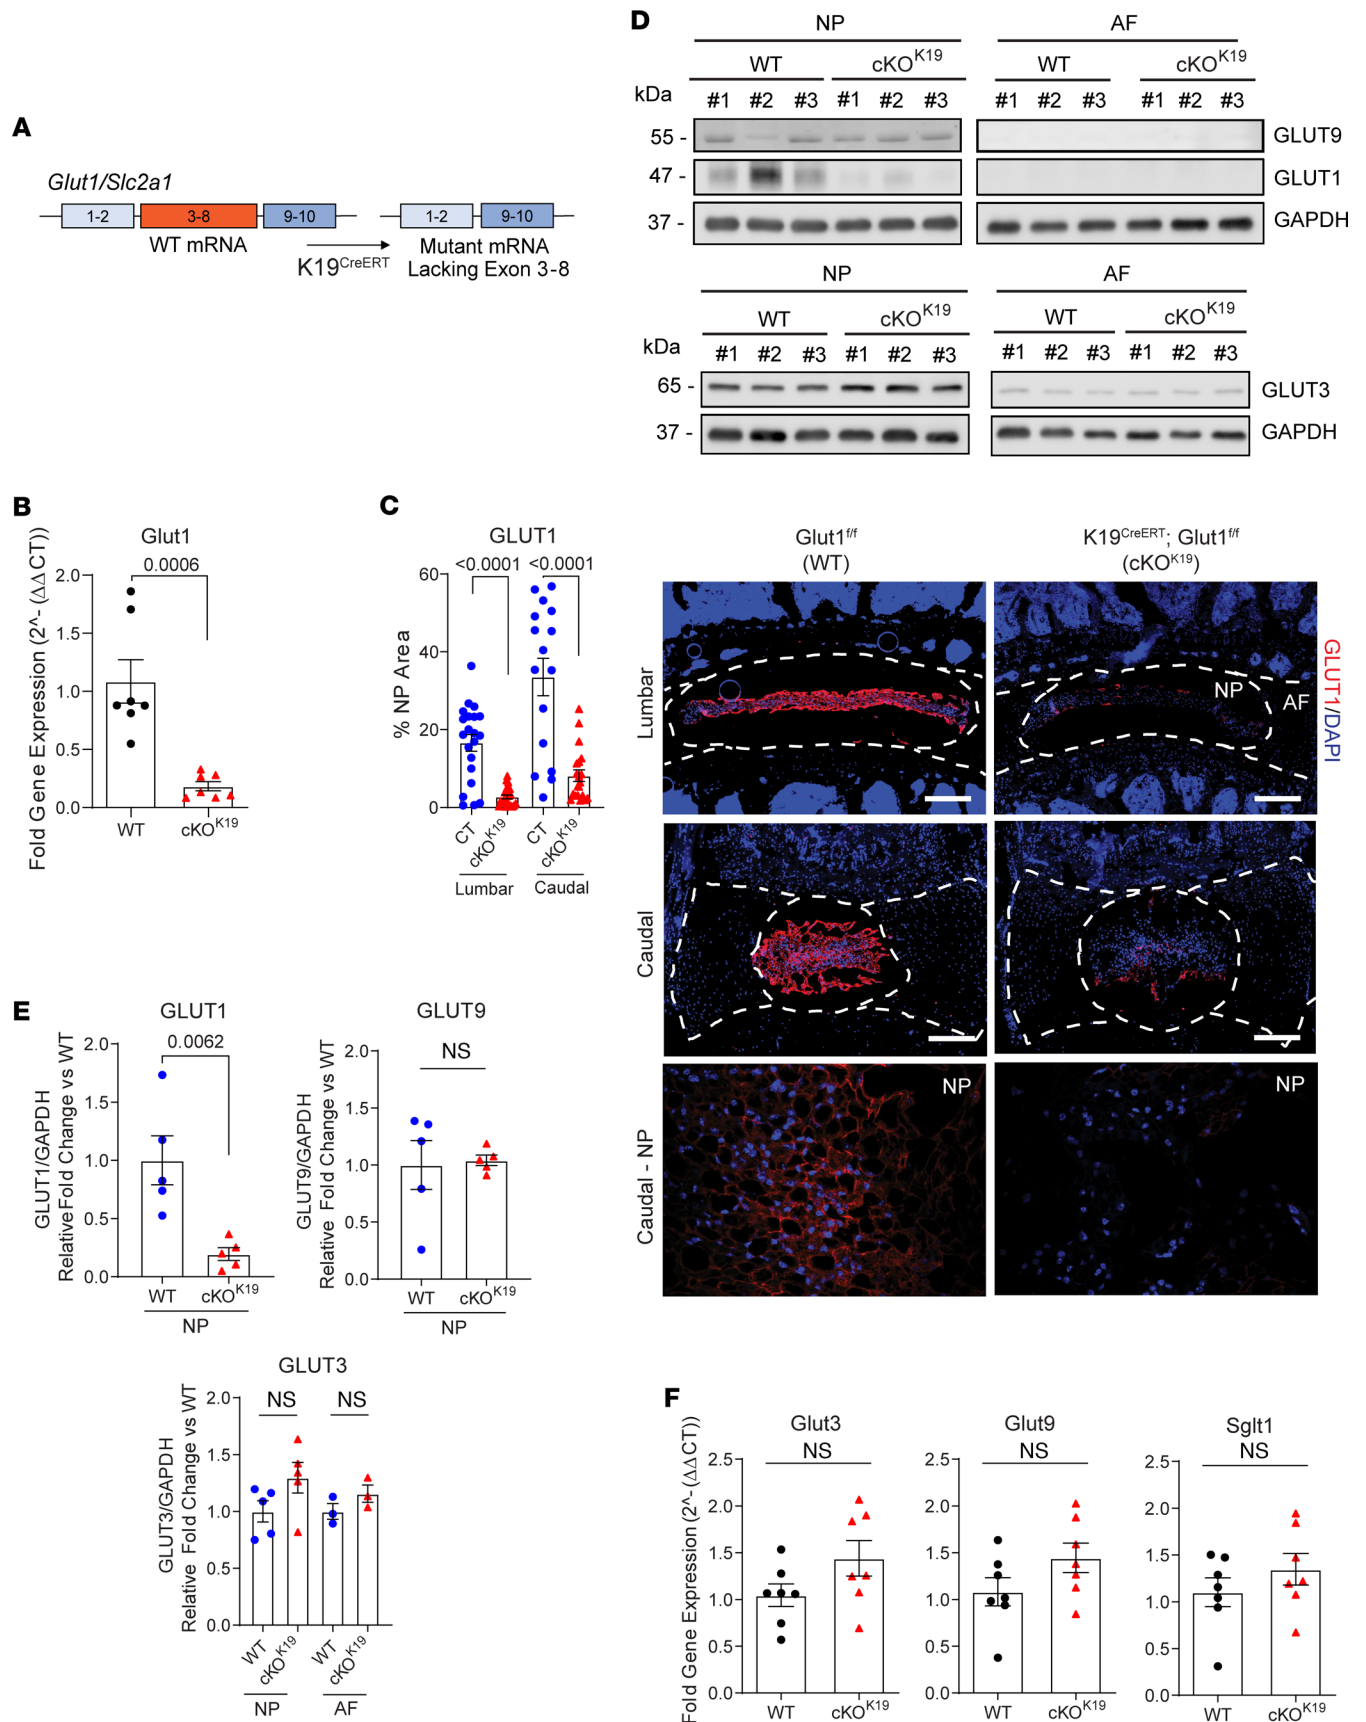 A
Glut1/Slc2a1
1-2
3-8
9-10
1-2
9-10
WT mRNA
K19CreERT
Mutant mRNA
Lacking Exon 3-8
B
Glut1
0.0006
Fold Gene Expression (2^- (ΔΔCT))
2.0
1.5
1.0
0.5
0.0
WT
cKOK19
C
GLUT1
<0.0001
<0.0001
% NP Area
60
40
20
0
CT
cKOK19
CT
cKOK19
Lumbar
Caudal
Glut1f/f
(WT)
K19CreERT; Glut1f/f
(cKOK19)
Lumbar
NP
AF
GLUT1/DAPI
Caudal
Caudal - NP
NP
NP
D
NP
AF
WT
cKOK19
WT
cKOK19
kDa
#1 #2 #3 #1 #2 #3
#1 #2 #3 #1 #2 #3
55 -
GLUT9
47 -
GLUT1
37 -
GAPDH
NP
AF
WT
cKOK19
WT
cKOK19
kDa
#1 #2 #3 #1 #2 #3
#1 #2 #3 #1 #2 #3
65 -
GLUT3
37 -
GAPDH
E
GLUT1
0.0062
GLUT1/GAPDH
RelativeFold Change vs WT
2.0
1.5
1.0
0.5
0.0
WT
cKOK19
NP
GLUT9
NS
GLUT9/GAPDH
Relative Fold Change vs WT
2.0
1.5
1.0
0.5
0.0
WT
cKOK19
NP
GLUT3
NS
NS
GLUT3/GAPDH
Relative Fold Change vs WT
2.0
1.5
1.0
0.5
0.0
WT
cKOK19
WT
cKOK19
NP
AF
F
Fold Gene Expression (2^- (ΔΔCT))
Glut3
NS
2.5
2.0
1.5
1.0
0.5
0.0
WT
cKOK19
Glut9
NS
2.5
2.0
1.5
1.0
0.5
0.0
WT
cKOK19
Sglt1
NS
2.5
2.0
1.5
1.0
0.5
0.0
WT
cKOK19